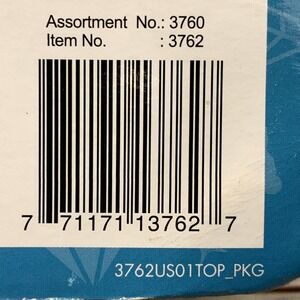 Assortment No.: 3760
Item No. : 3762
7 71171 13762 7
3762US01TOP_PKG